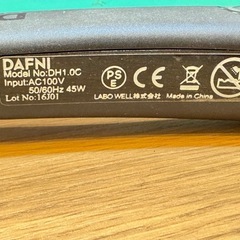 DAFNI
Model No:DH1.0C
Input:AC100V
50/60Hz 45W
Lot No:16J01
PS
E
LABO WELL株式会社
Made in China